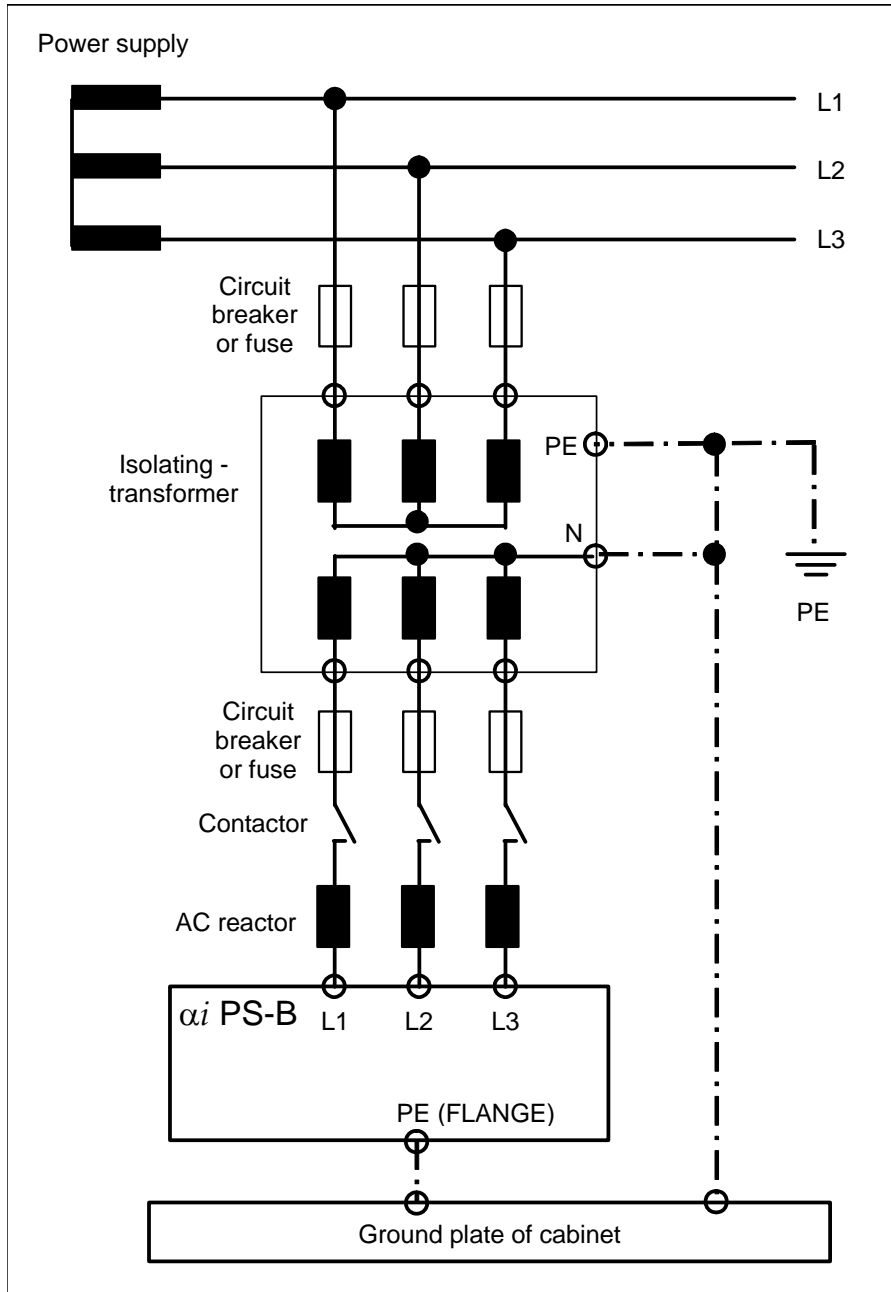 Power supply
L1
L2
L3
Circuit
breaker
or fuse
PE
Isolating -
transformer
N
PE
Circuit
breaker
or fuse
Contactor
AC reactor
αi PS-B
L1
L2
L3
PE (FLANGE)
Ground plate of cabinet